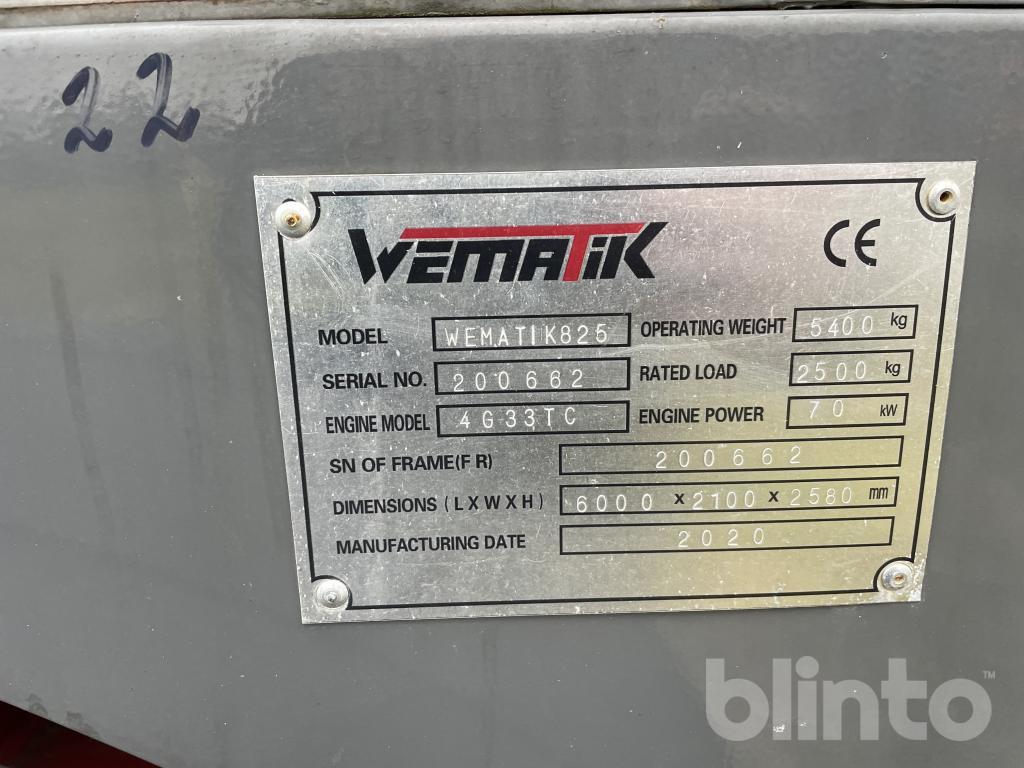 22
WEMATIK CE
MODEL WEMATIK825 OPERATING WEIGHT 5400 kg
SERIAL NO. 200662 RATED LOAD 2500 kg
ENGINE MODEL 4G33TC ENGINE POWER 70 kW
SN OF FRAME(FR) 200662
DIMENSIONS (LXWXH) 6000 x 2100 x 2580 mm
MANUFACTURING DATE 2020
blinto™